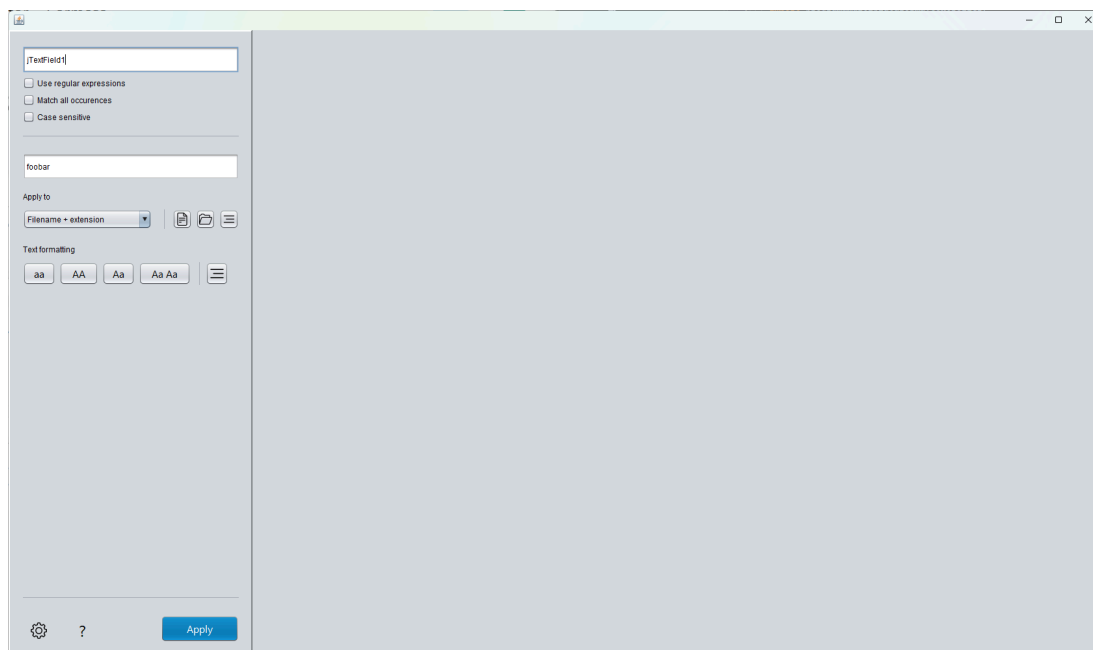 jTextField1
Use regular expressions
Match all occurences
Case sensitive
foobar
Apply to
Filename + extension
Text formatting
aa AA Aa Aa Aa
? Apply